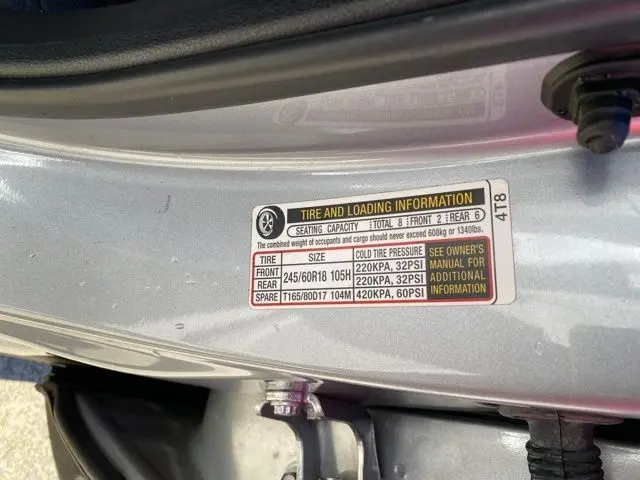 TIRE AND LOADING INFORMATION
SEATING CAPACITY TOTAL 8 FRONT 2 REAR 6
The combined weight of occupants and cargo should never exceed 608kg or 1340lbs.
TIRE SIZE COLD TIRE PRESSURE
FRONT 245/60R18 105H 220KPA, 32PSI
REAR 220KPA, 32PSI
SPARE T165/80D17 104M 420KPA, 60PSI
SEE OWNER'S
MANUAL FOR
ADDITIONAL
INFORMATION
4T8